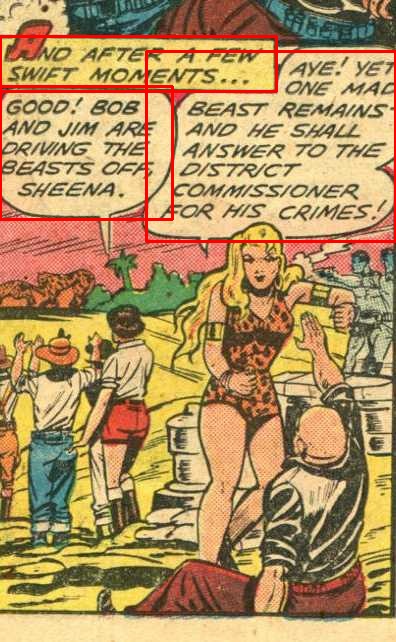 AND AFTER A FEW
SWIFT MOMENTS...
GOOD! BOB
AND JIM ARE
DRIVING THE
BEASTS OFF,
SHEENA.
AYE! YET
ONE MAD
BEAST REMAINS-
AND HE SHALL
ANSWER TO THE
DISTRICT
COMMISSIONER
FOR HIS CRIMES!